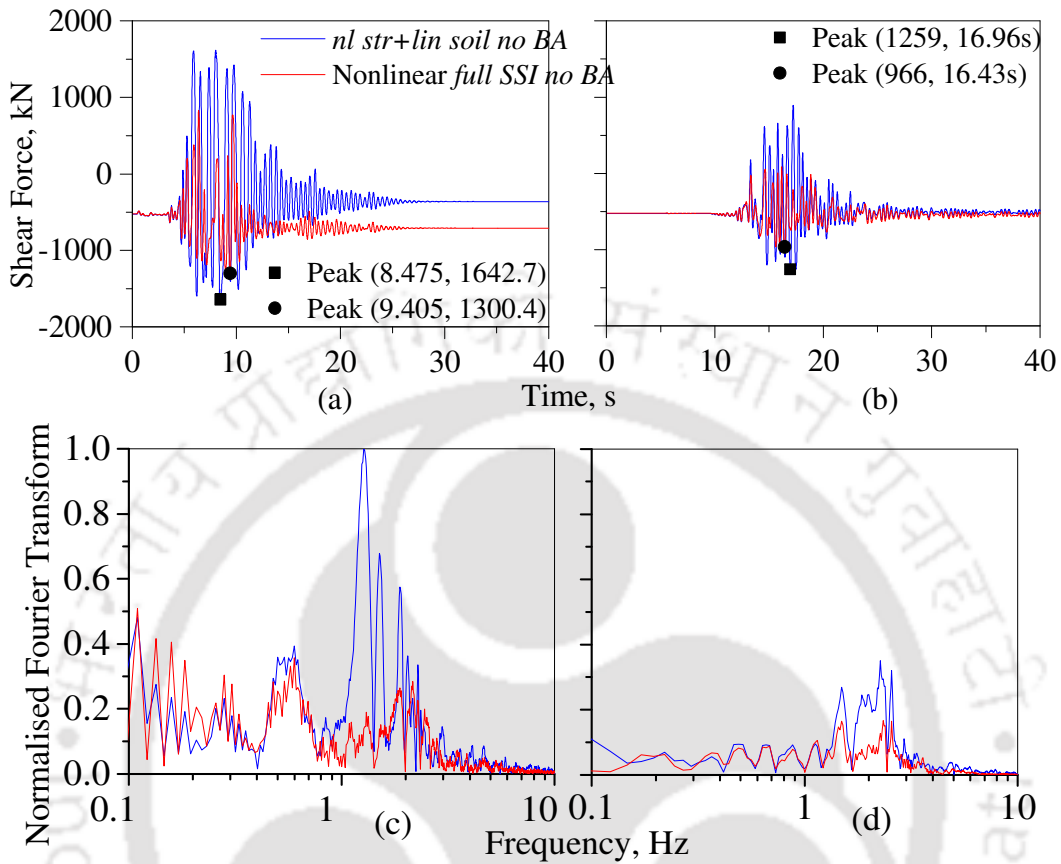 2000
1000
0
-1000
-2000
Shear Force, kN
nl str+lin soil no BA
Nonlinear full SSI no BA
Peak (8.475, 1642.7)
Peak (9.405, 1300.4)
0 10 20 30 40
(a)
Peak (1259, 16.96s)
Peak (966, 16.43s)
0 10 20 30 40
(b)
Time, s
1.0
0.8
0.6
0.4
0.2
0.0
Normalised Fourier Transform
0.1 1 10
(c)
0.1 1 10
(d)
Frequency, Hz